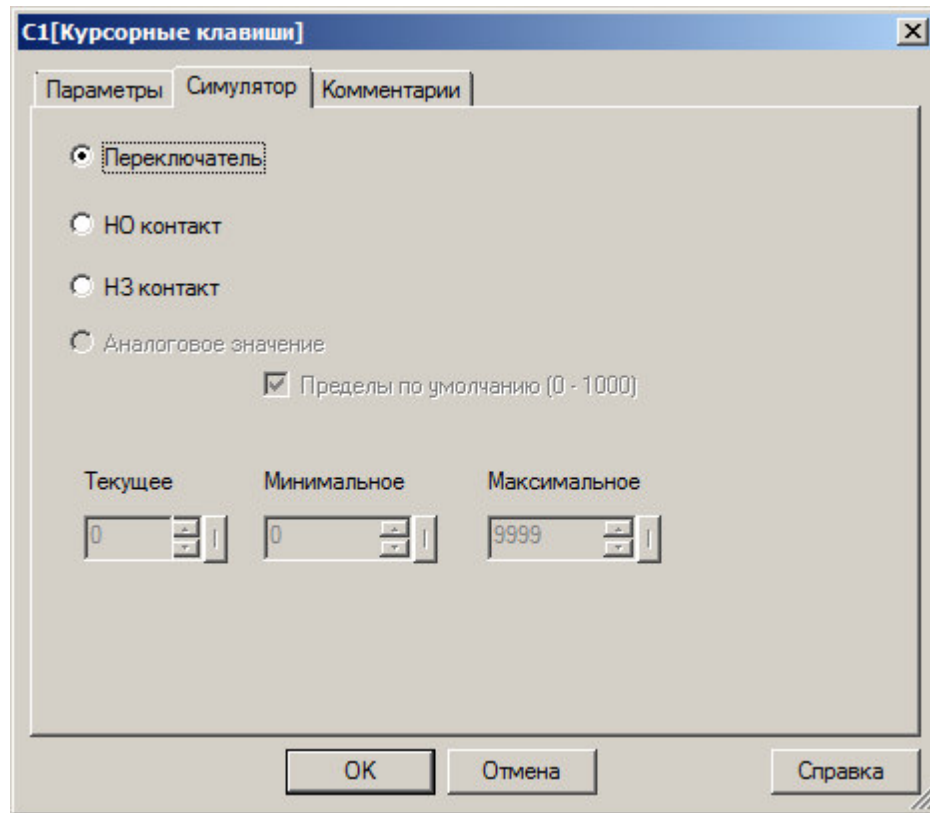 C1[Курсорные клавиши]
Параметры Симулятор Комментарии
Переключатель
НО контакт
НЗ контакт
Аналоговое значение
Пределы по умолчанию (0 - 1000)
Текущее Минимальное Максимальное
0 0 9999
OK Отмена Справка